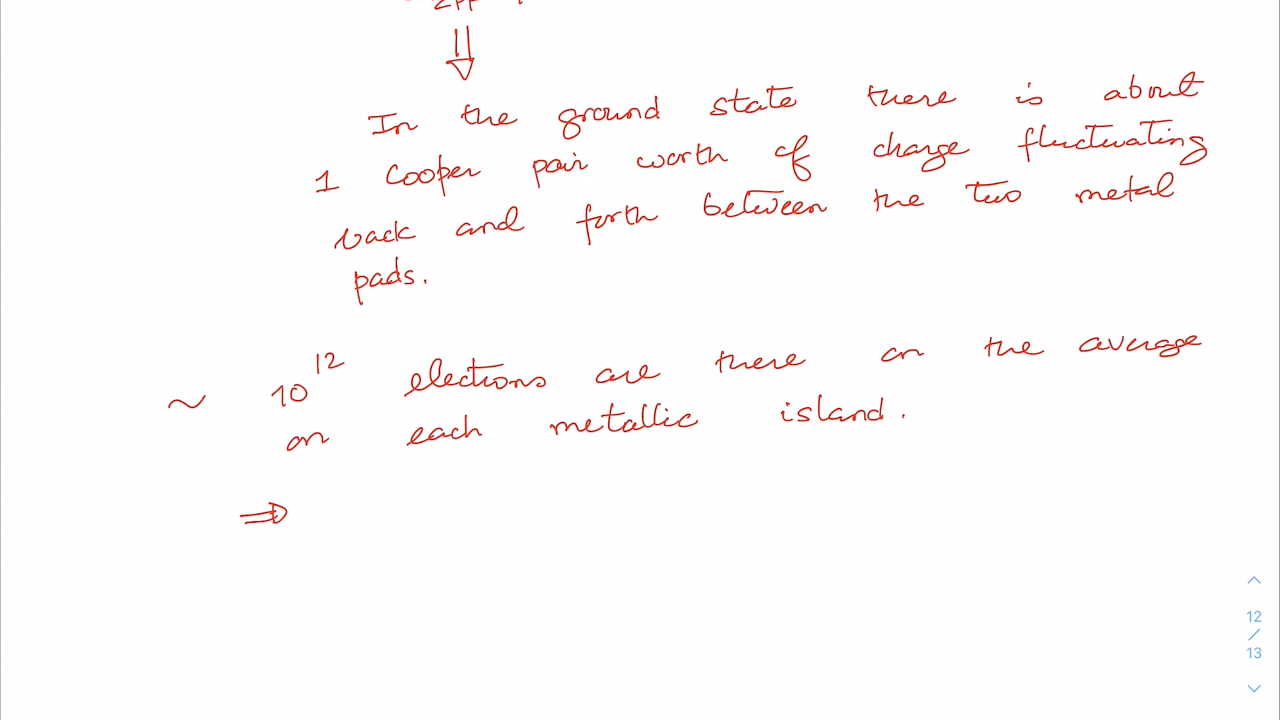 In the ground state there is about
1 Cooper pair worth of charge fluctuating
back and forth between the two metal
pads.
~ 10^12 electrons are there on the average
on each metallic island.
⇒
12
/
13